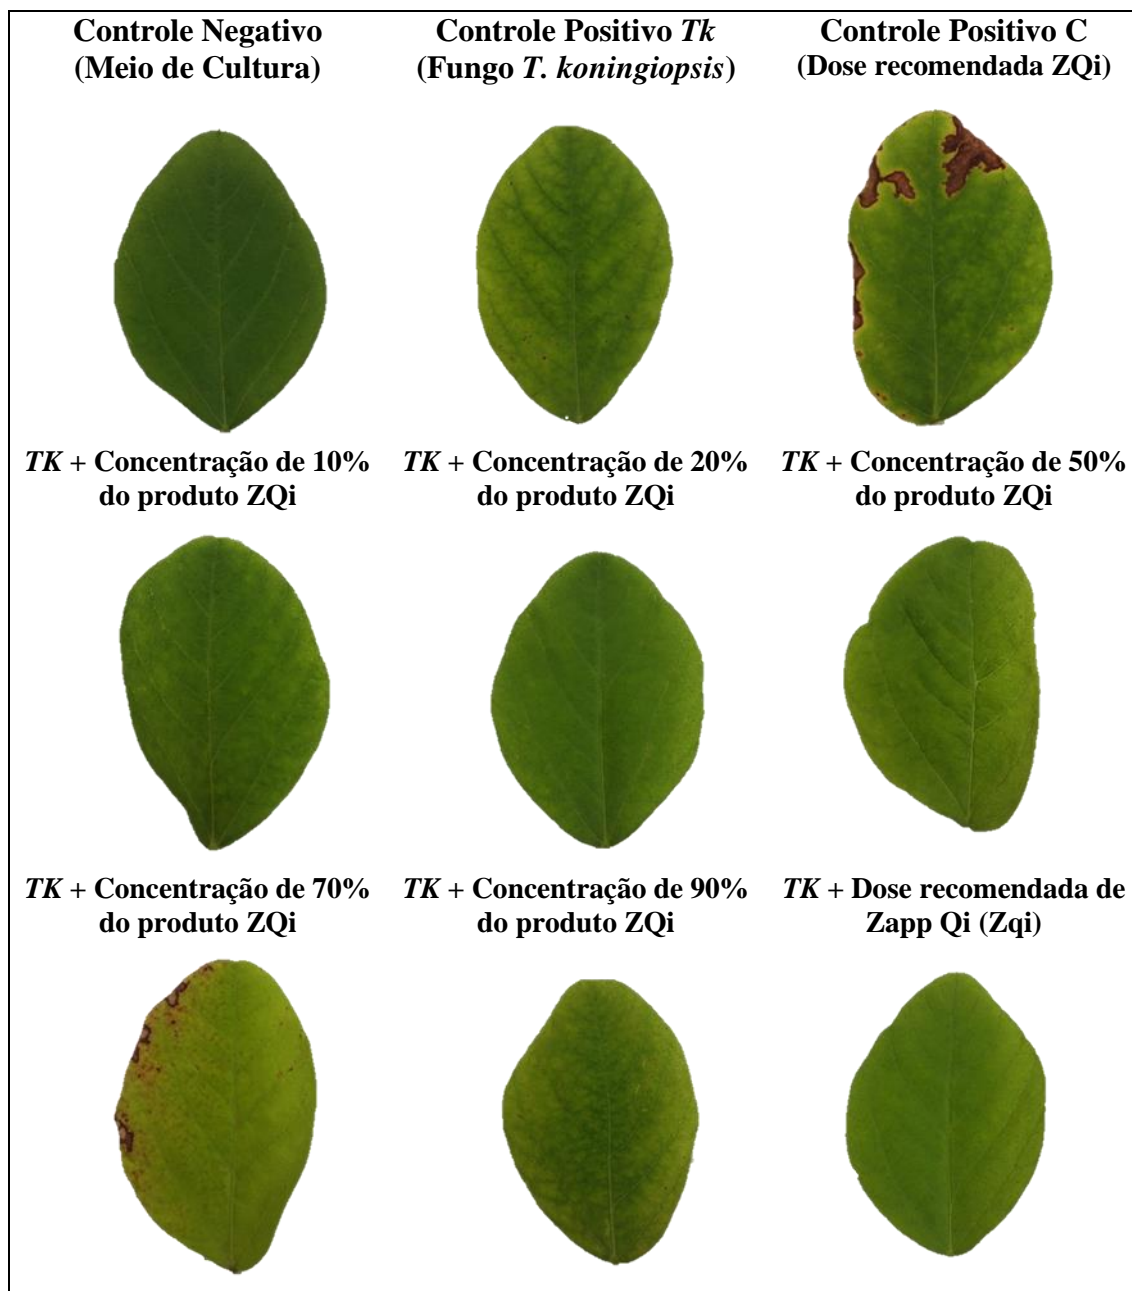 Controle Negativo
(Meio de Cultura)
Controle Positivo Tk
(Fungo T. koningiopsis)
Controle Positivo C
(Dose recomendada ZQi)
TK + Concentração de 10%
do produto ZQi
TK + Concentração de 20%
do produto ZQi
TK + Concentração de 50%
do produto ZQi
TK + Concentração de 70%
do produto ZQi
TK + Concentração de 90%
do produto ZQi
TK + Dose recomendada de
Zapp Qi (Zqi)